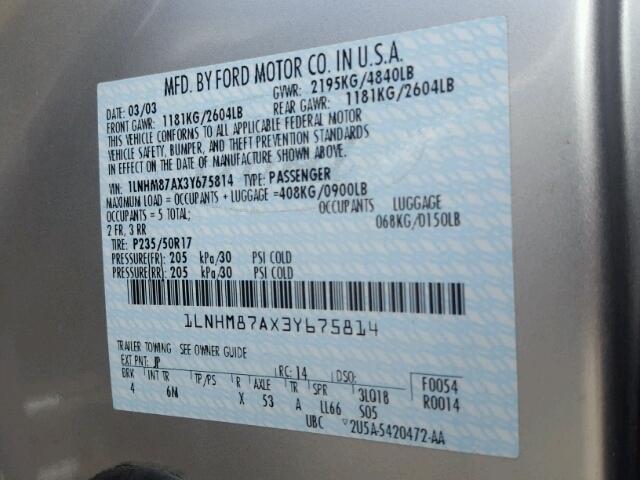 MFD. BY FORD MOTOR CO. IN U.S.A.
DATE: 03/03 GVWR: 2195KG/4840LB
FRONT GAWR: 1181KG/2604LB REAR GAWR: 1181KG/2604LB
THIS VEHICLE CONFORMS TO ALL APPLICABLE FEDERAL MOTOR
VEHICLE SAFETY, BUMPER, AND THEFT PREVENTION STANDARDS
IN EFFECT ON THE DATE OF MANUFACTURE SHOWN ABOVE.
VIN: 1LNHM87AX3Y675814 TYPE: PASSENGER
MAXIMUM LOAD = OCCUPANTS + LUGGAGE = 408KG/0900LB
OCCUPANTS = 5 TOTAL; OCCUPANTS LUGGAGE
2 FR, 3 RR 068KG/0150LB
TIRE: P235/50R17
PRESSURE(FR): 205 kPa/30 PSI COLD
PRESSURE(RR): 205 kPa/30 PSI COLD
1LNHM87AX3Y675814
TRAILER TOWING SEE OWNER GUIDE
EXT PNT: JP RC: 14 DSO: F0054
BRK INT TR TP/PS R AXLE TR SPR 3L018 R0014
4 6N X 53 A LL66 S05
UBC 2U5A-5420472-AA